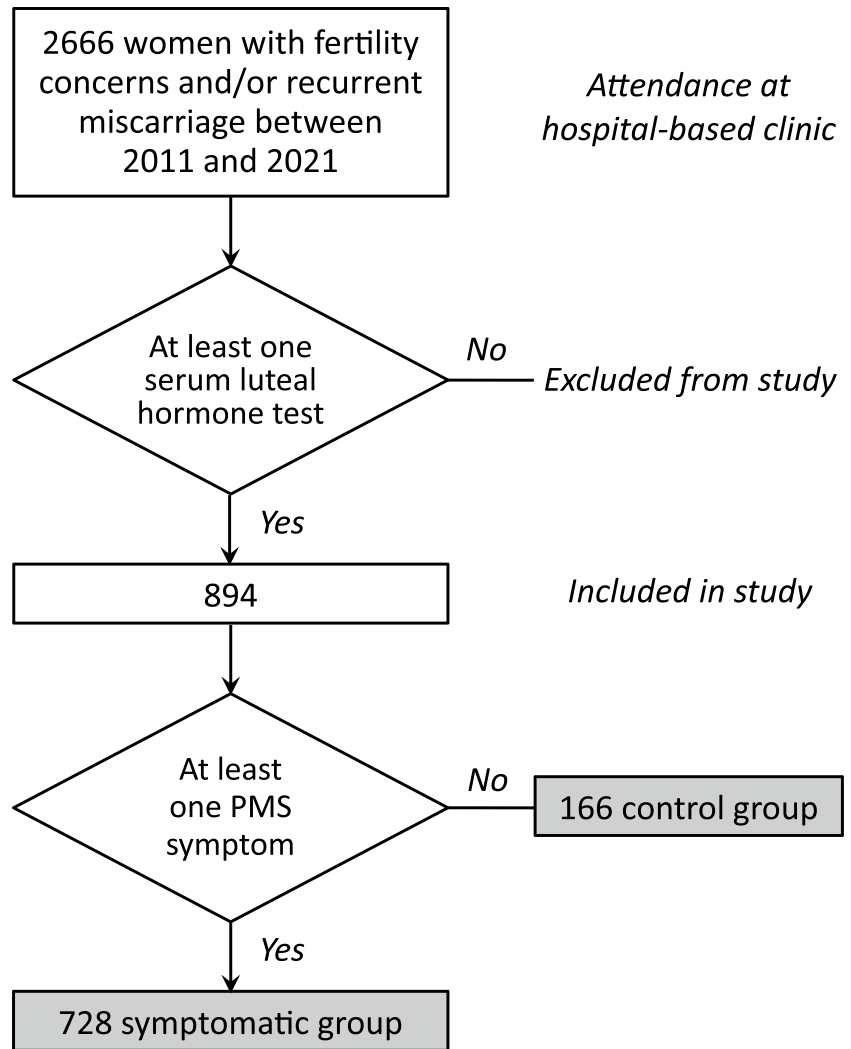 2666 women with fertility
concerns and/or recurrent
miscarriage between
2011 and 2021
Attendance at
hospital-based clinic
At least one
serum luteal
hormone test
No
Excluded from study
Yes
894
Included in study
At least
one PMS
symptom
No
166 control group
Yes
728 symptomatic group